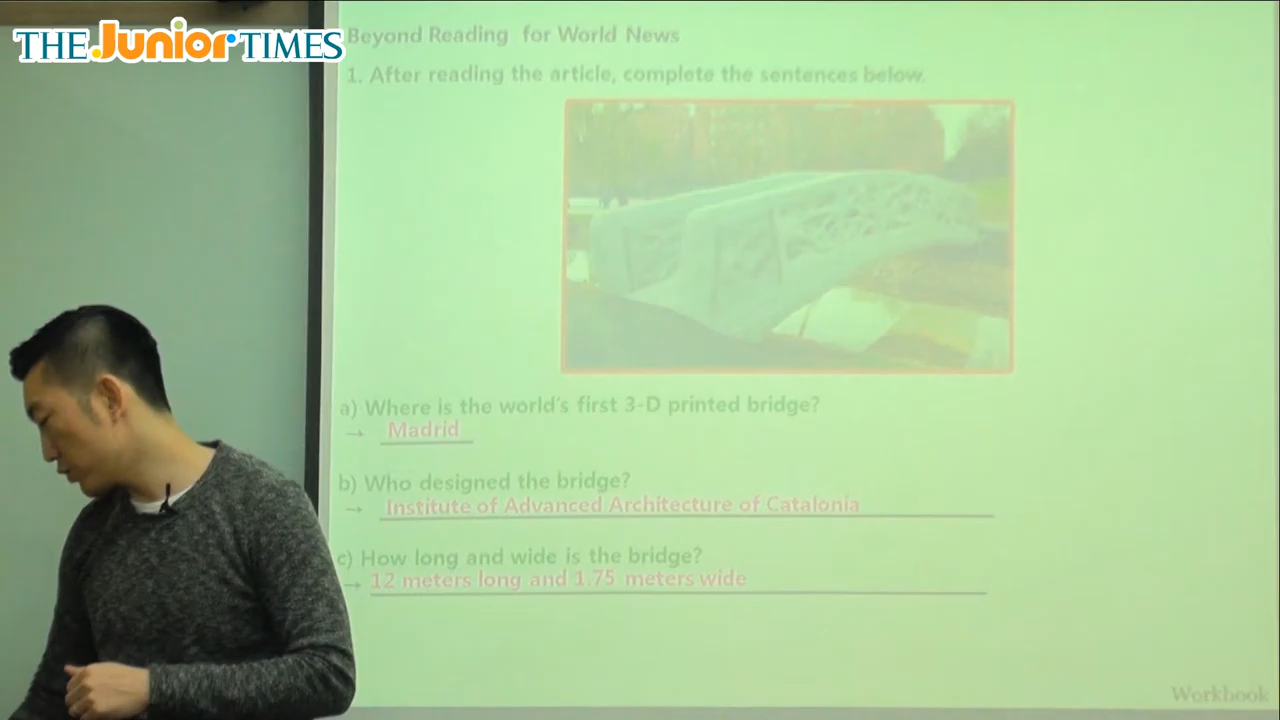 THE Junior TIMES
Beyond Reading for World News
1. After reading the article, complete the sentences below.
a) Where is the world's first 3-D printed bridge?
→ Madrid
b) Who designed the bridge?
→ Institute of Advanced Architecture of Catalonia
c) How long and wide is the bridge?
→ 12 meters long and 1.75 meters wide
Workbook